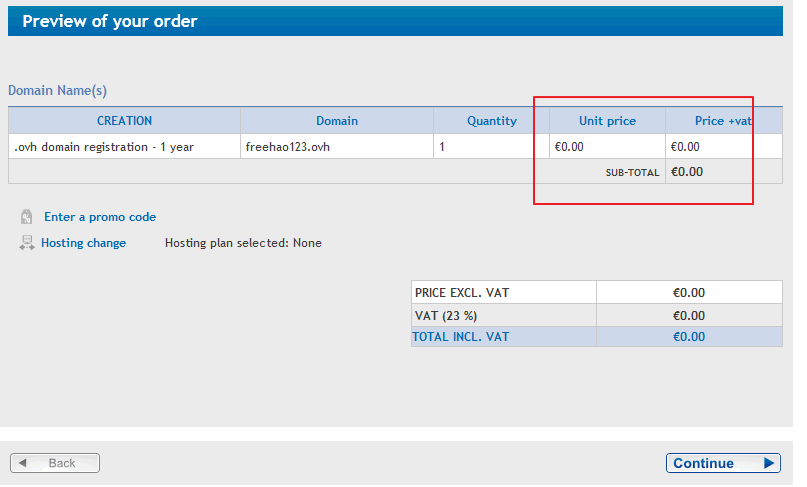 Preview of your order
Domain Name(s)
CREATION Domain Quantity Unit price Price +vat
.ovh domain registration - 1 year freehao123.ovh 1 €0.00 €0.00
SUB-TOTAL €0.00
Enter a promo code
Hosting change Hosting plan selected: None
PRICE EXCL. VAT €0.00
VAT (23 %) €0.00
TOTAL INCL. VAT €0.00
Back Continue